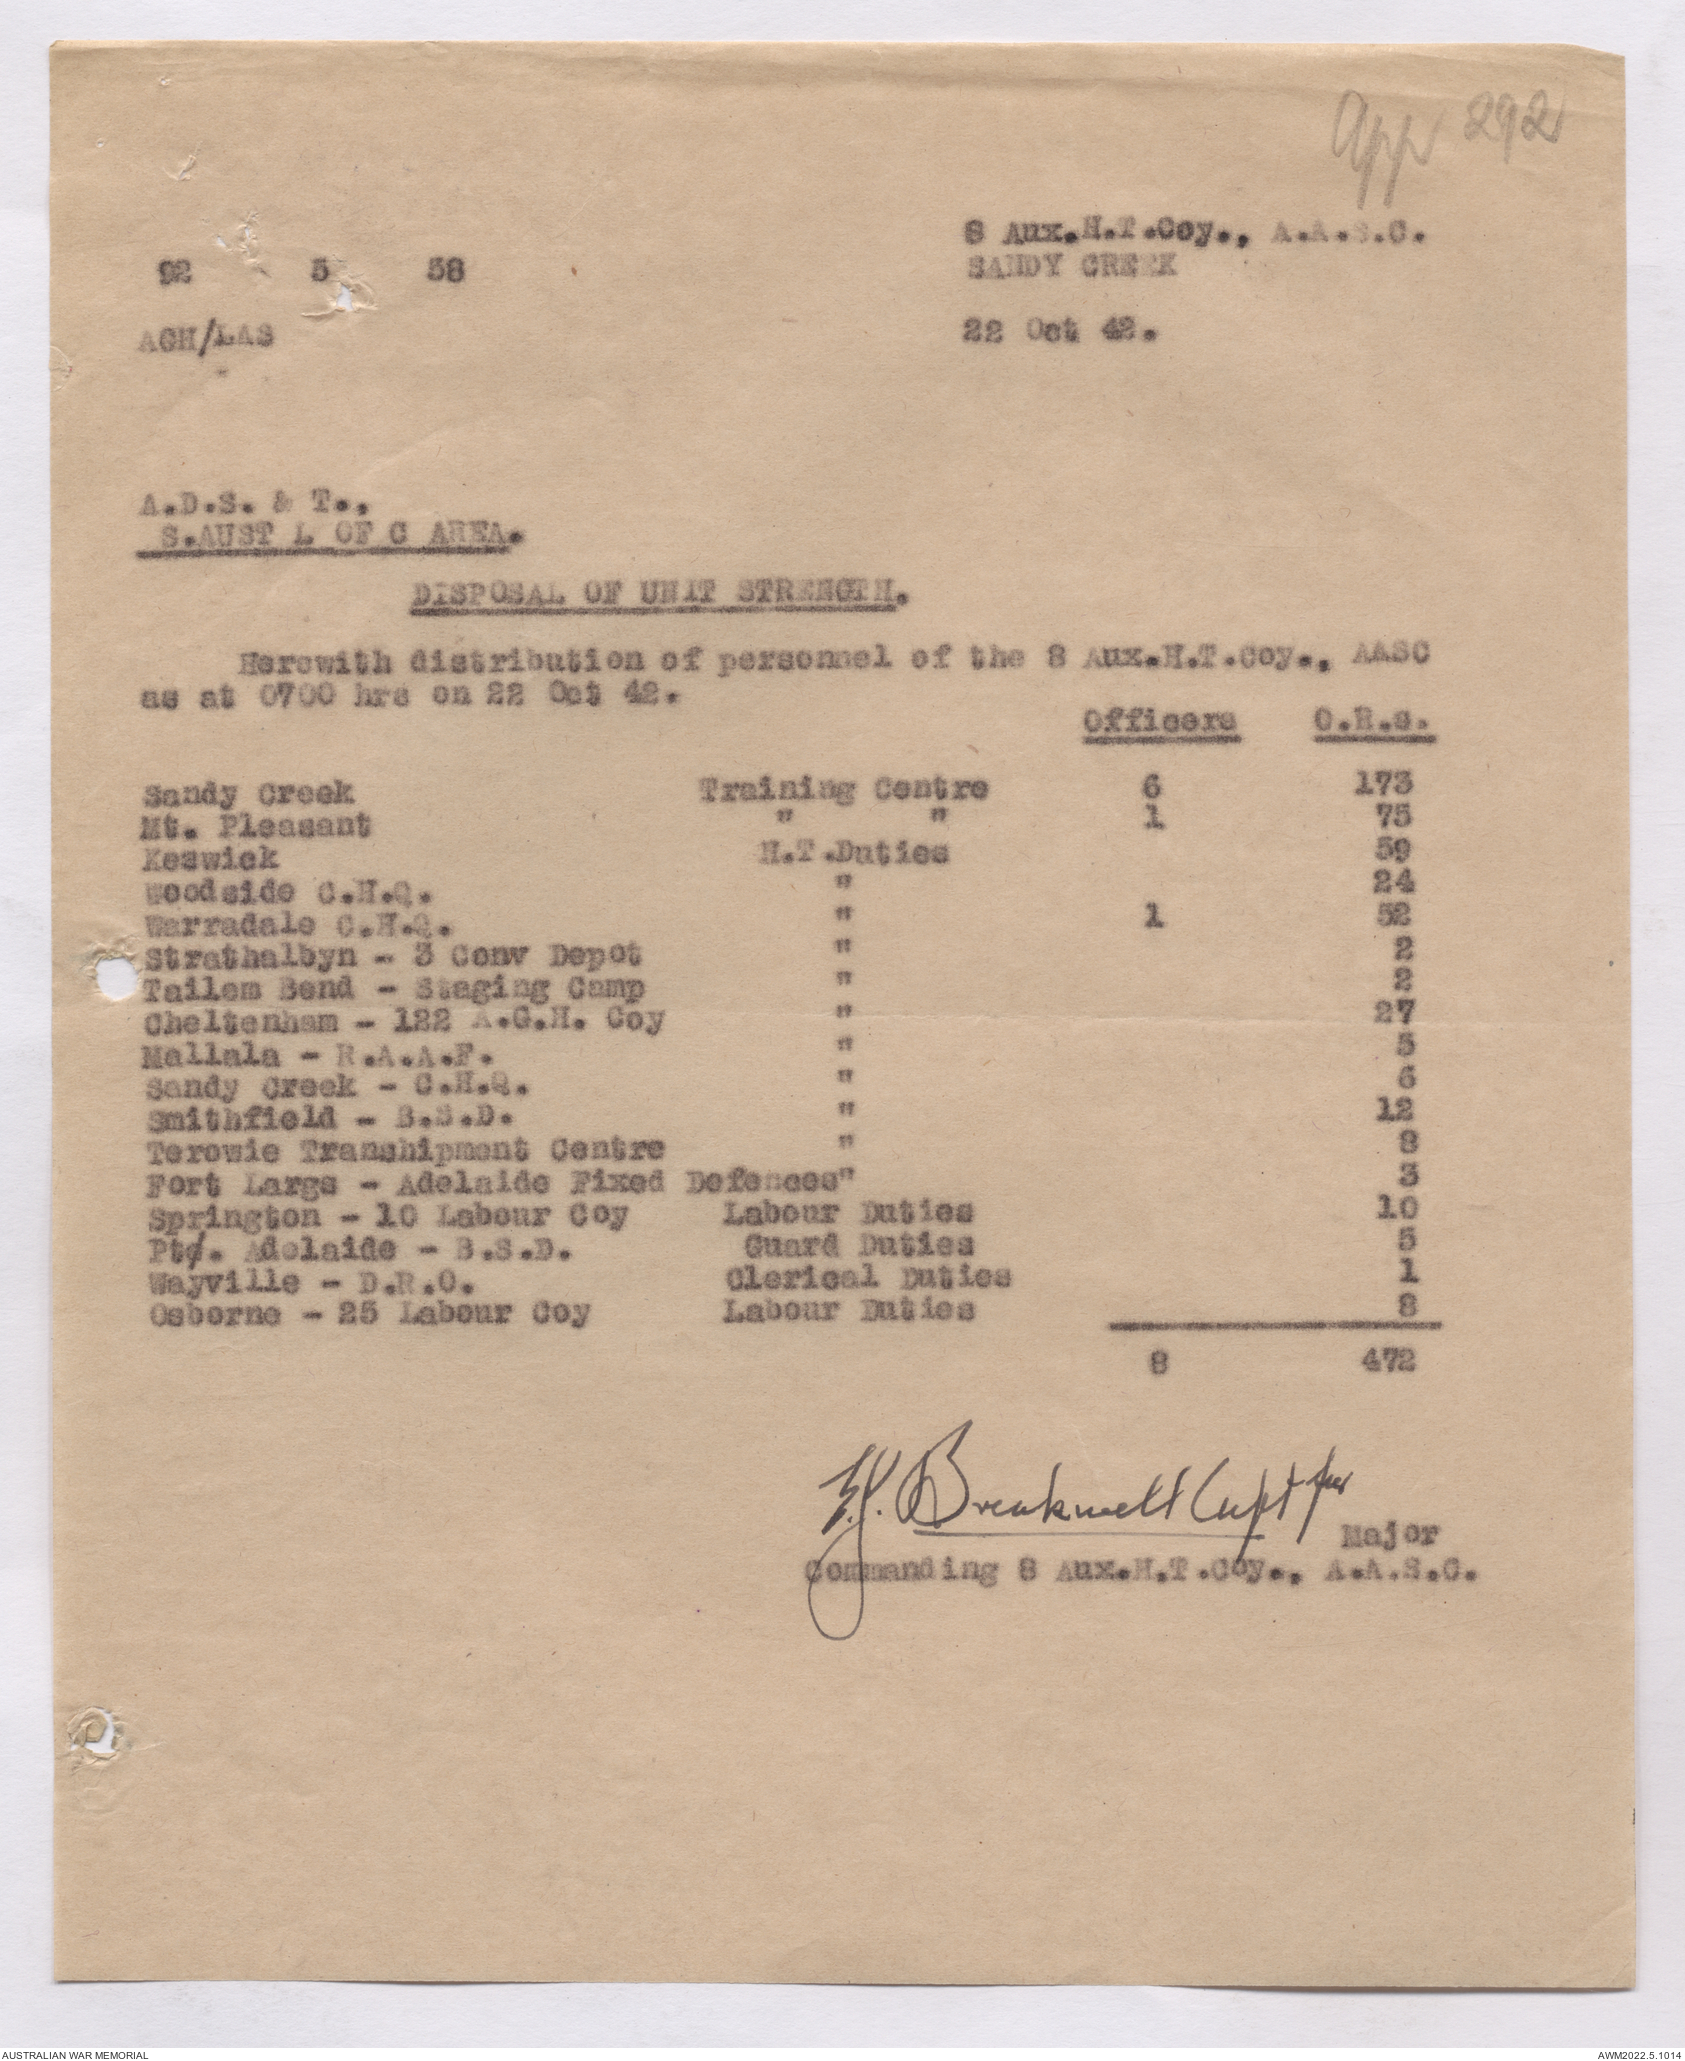 App 292
8 Aux.H.T.Coy., A.A.S.C.
SANDY CREEK
92 5 58
AGH/LAS
22 Oct 42.
A.D.S. & T.,
S.AUST L OF C AREA.
DISPOSAL OF UNIT STRENGTH.
Herewith distribution of personnel of the 8 Aux.H.T.Coy., AASC
as at 0700 hrs on 22 Oct 42.
Officers O.R.s.
Sandy Creek Training Centre 6 173
Mt. Pleasant " " 1 75
Keswick H.T.Duties 59
Woodside C.H.Q. " 24
Warradale C.H.Q. " 1 52
Strathalbyn - 3 Conv Depot " 2
Tailem Bend - Staging Camp " 2
Cheltenham - 122 A.G.H. Coy " 27
Mallala - R.A.A.F. " 5
Sandy Creek - C.H.Q. " 6
Smithfield - B.S.D. " 12
Terowie Transhipment Centre " 8
Fort Largs - Adelaide Fixed Defences" 3
Springton - 10 Labour Coy Labour Duties 10
Pt. Adelaide - B.S.D. Guard Duties 5
Wayville - D.R.O. Clerical Duties 1
Osborne - 25 Labour Coy Labour Duties 8
8 472
Breakwell Capt for
Major
Commanding 8 Aux.H.T.Coy., A.A.S.C.
AUSTRALIAN WAR MEMORIAL AWM2022.5.1014